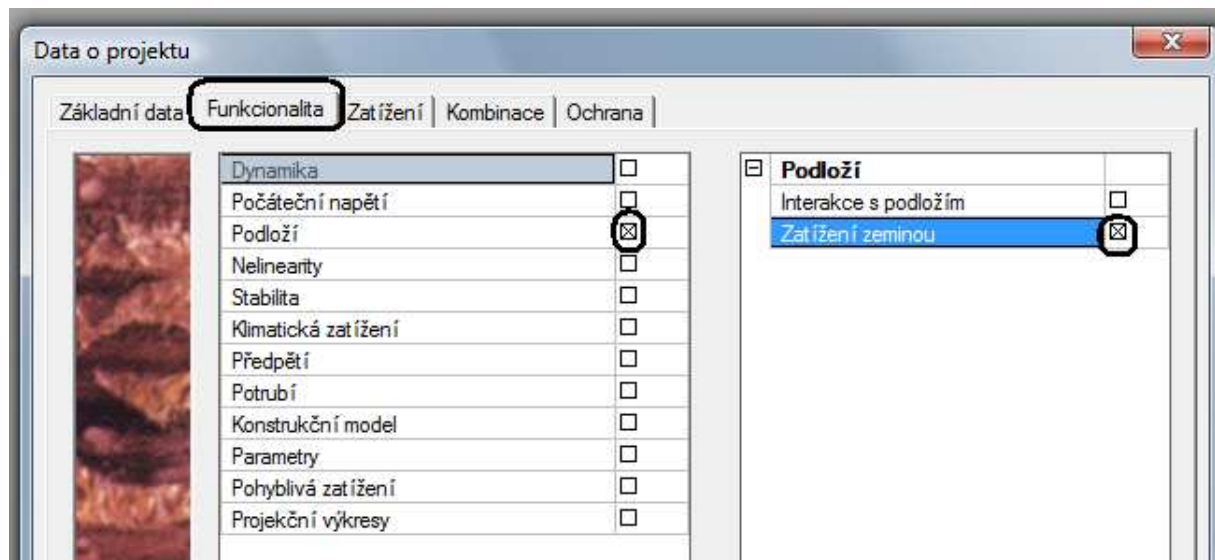 Data o projektu
Základní data Funkcionalita Zatížení Kombinace Ochrana
Dynamika
Počáteční napětí
Podloží
Nelinearity
Stabilita
Klimatická zatížení
Předpětí
Potrubí
Konstrukční model
Parametry
Pohyblivá zatížení
Projekční výkresy
Podloží
Interakce s podložím
Zatížení zeminou